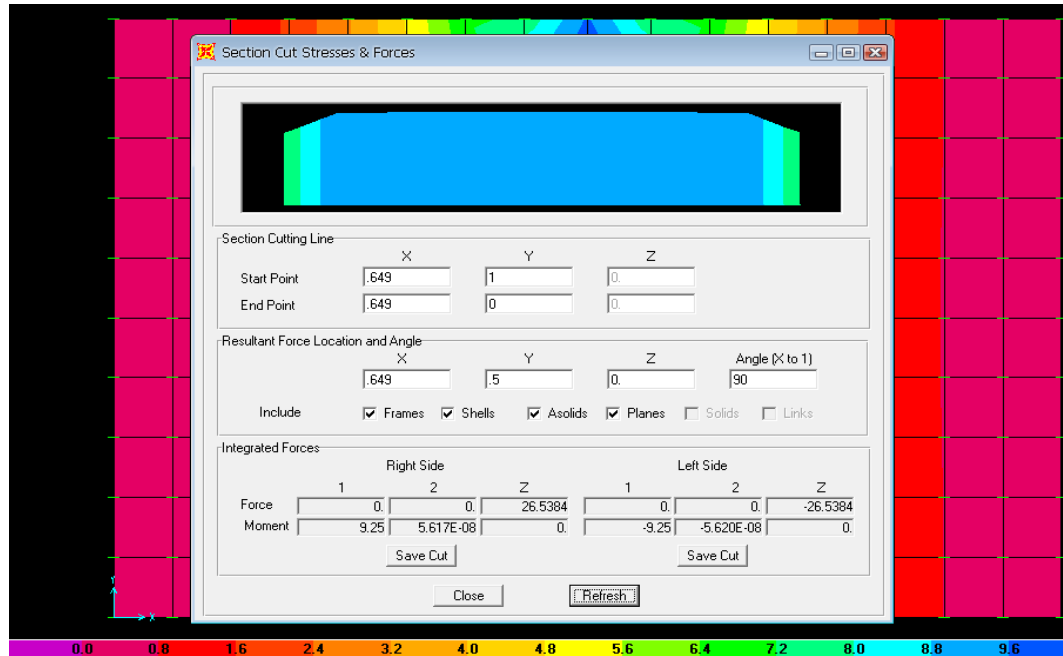 Section Cut Stresses & Forces
Section Cutting Line
X Y Z
Start Point .649 1 0.
End Point .649 0 0.
Resultant Force Location and Angle
X Y Z Angle (X to 1)
.649 .5 0. 90
Include Frames Shells Asolids Planes Solids Links
Integrated Forces
Right Side Left Side
1 2 Z 1 2 Z
Force 0. 0. 26.5384 0. 0. -26.5384
Moment 9.25 5.617E-08 0. -9.25 -5.620E-08 0.
Save Cut Save Cut
Close Refresh
Y
X
0.0 0.8 1.6 2.4 3.2 4.0 4.8 5.6 6.4 7.2 8.0 8.8 9.6